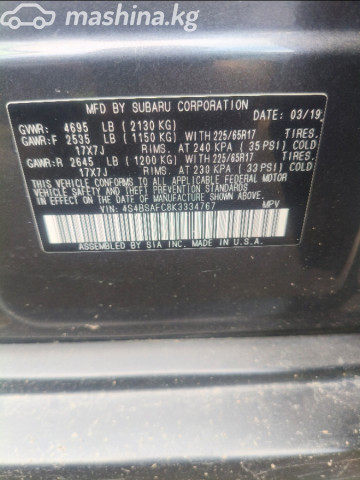 mashina.kg
MFD BY SUBARU CORPORATION DATE: 03/19
GVWR: 4695 LB (2130 KG)
GAWR:F 2535 LB (1150 KG) WITH 225/65R17 TIRES.
17X7J RIMS. AT 240 KPA ( 35 PSI) COLD
GAWR:R 2645 LB (1200 KG) WITH 225/65R17 TIRES.
17X7J RIMS. AT 230 KPA ( 33 PSI) COLD
THIS VEHICLE CONFORMS TO ALL APPLICABLE FEDERAL MOTOR
VEHICLE SAFETY AND THEFT PREVENTION STANDARDS
IN EFFECT ON THE DATE OF MANUFACTURE SHOWN ABOVE.
VIN: 4S4BSAFC8K3334767 MPV
ASSEMBLED BY SIA INC. MADE IN U.S.A.